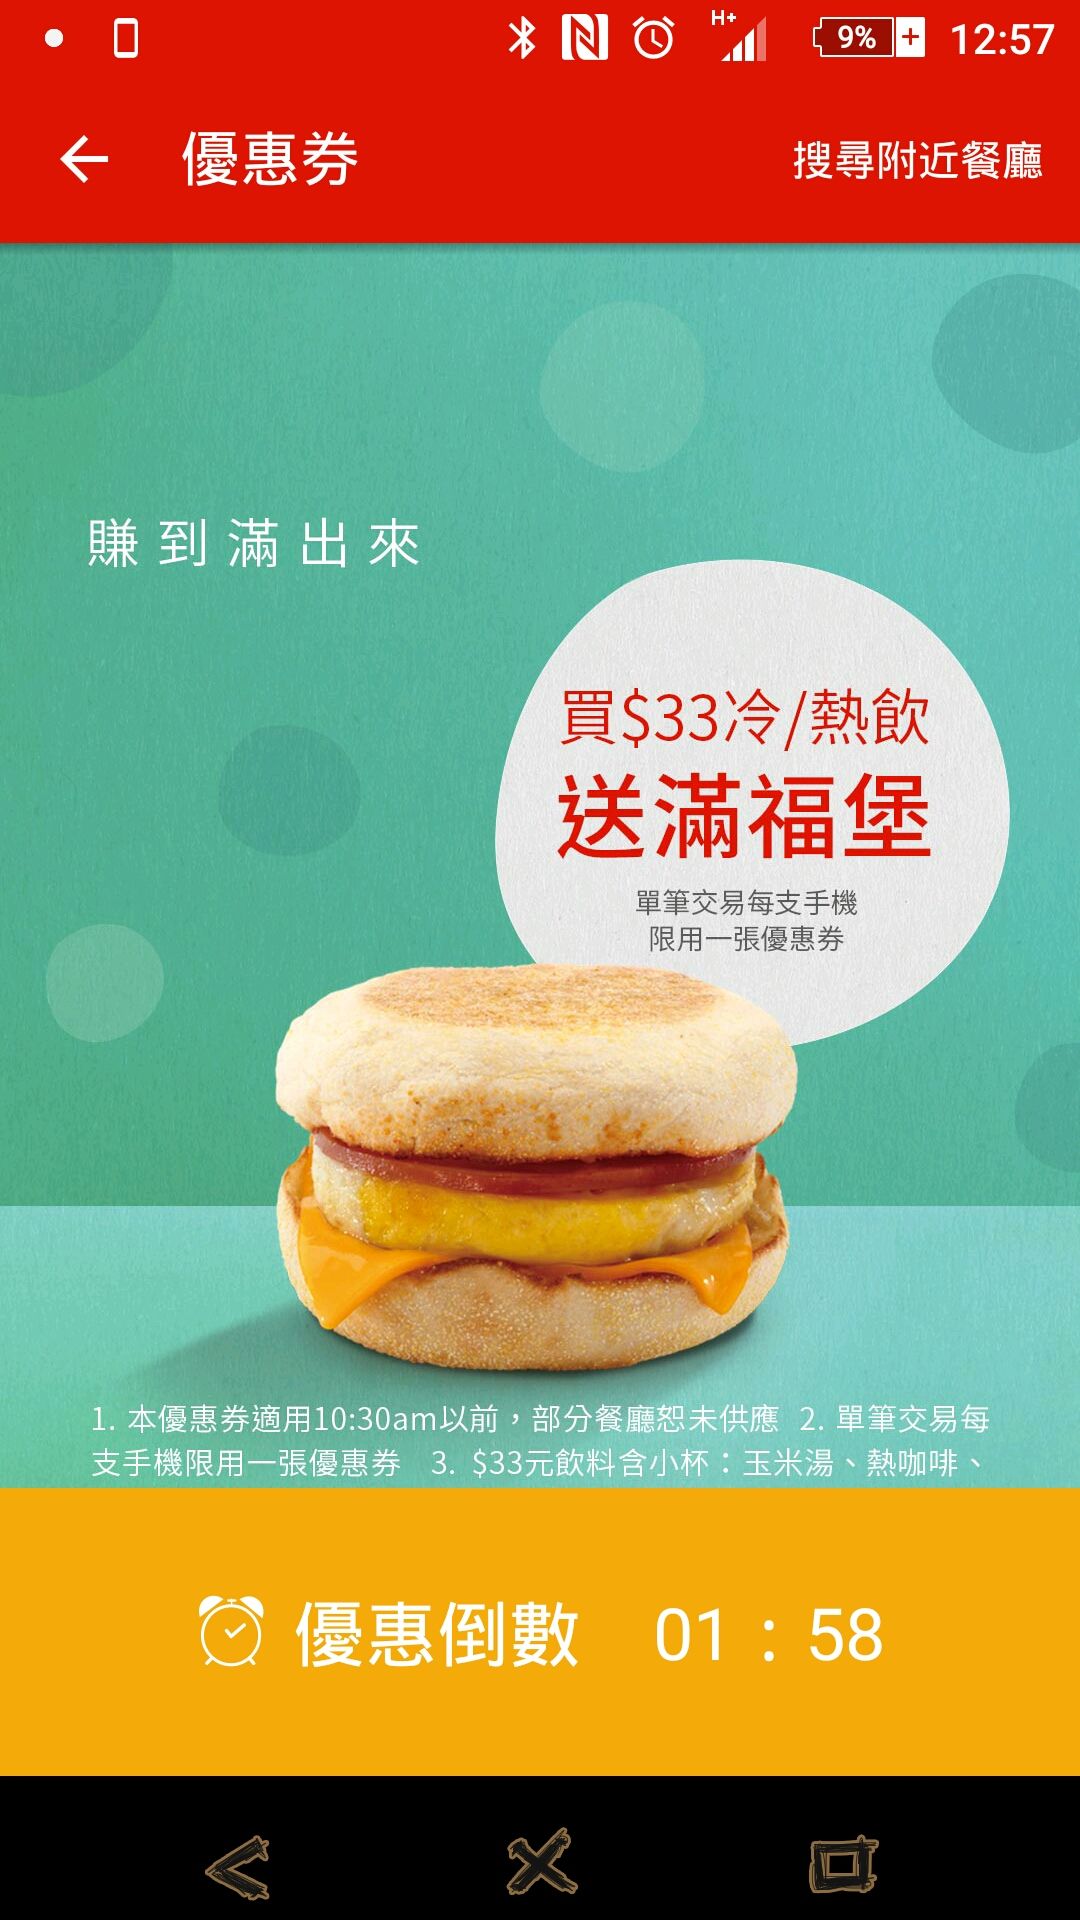 H+
9%
12:57
優惠券
搜尋附近餐廳
賺到滿出來
買$33冷/熱飲
送滿福堡
單筆交易每支手機
限用一張優惠券
1. 本優惠券適用10:30am以前，部分餐廳恕未供應 2. 單筆交易每
支手機限用一張優惠券 3. $33元飲料含小杯：玉米湯、熱咖啡、
優惠倒數 01 : 58